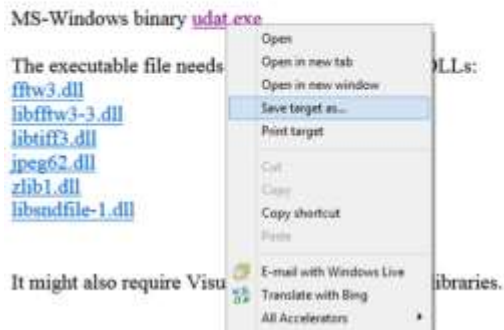 MS-Windows binary udat.exe
Open
Open in new tab
The executable file needs DLLs:
Open in new window
fftw3.dll
Save target as...
libfftw3-3.dll
Print target
libtiff3.dll
jpeg62.dll
Cut
zlib1.dll
Copy
libsndfile-1.dll
Copy shortcut
Paste
E-mail with Windows Live
It might also require Visu ibraries.
Translate with Bing
All Accelerators